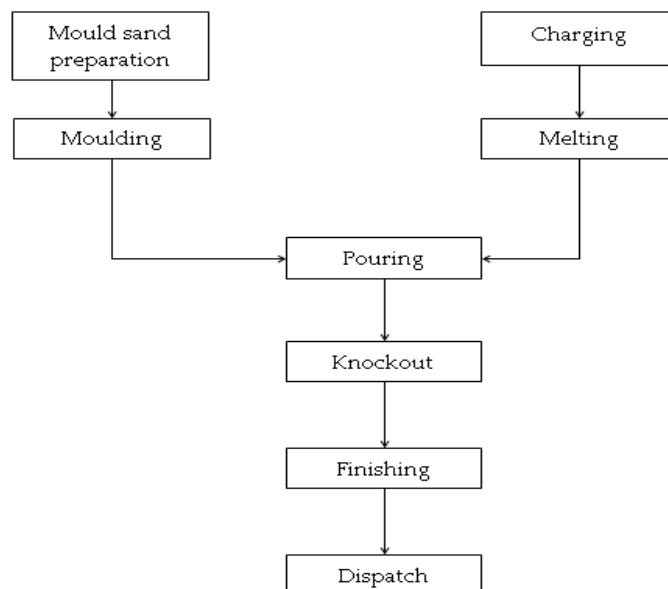 Mould sand
preparation
Charging
Moulding
Melting
Pouring
Knockout
Finishing
Dispatch